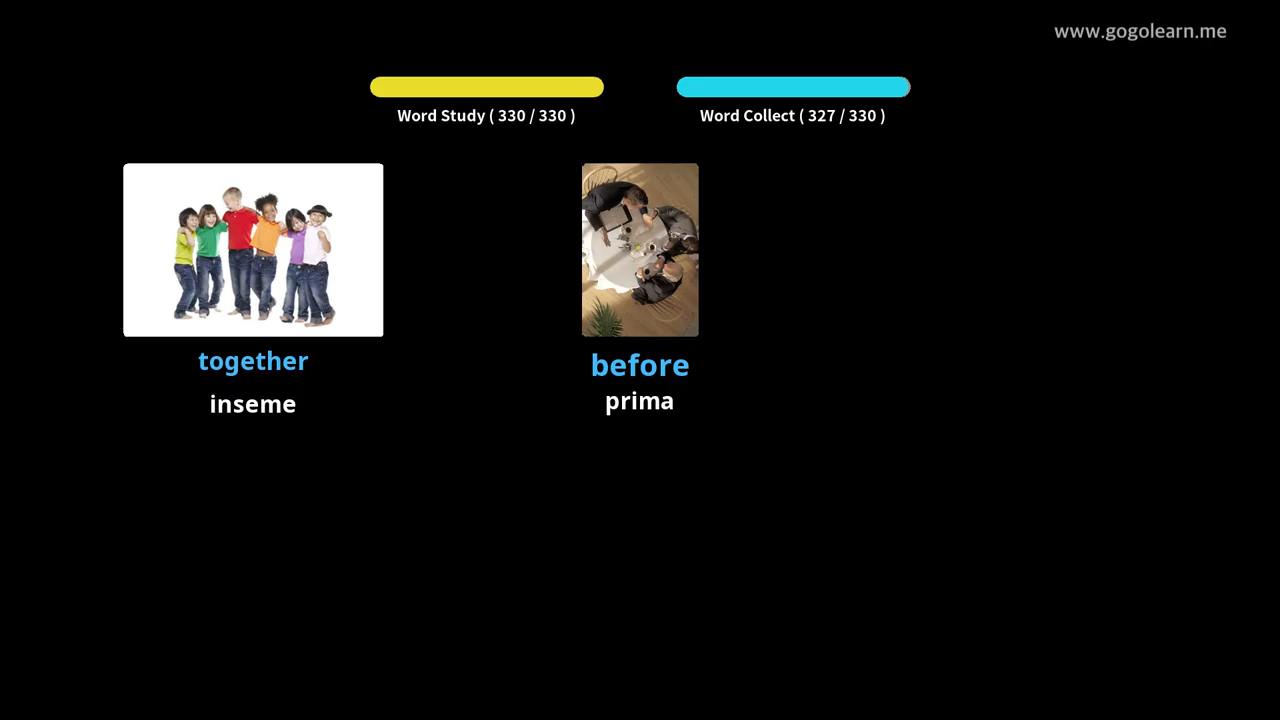 www.gogolearn.me
Word Study ( 330 / 330 )
Word Collect ( 327 / 330 )
together
inseme
before
prima